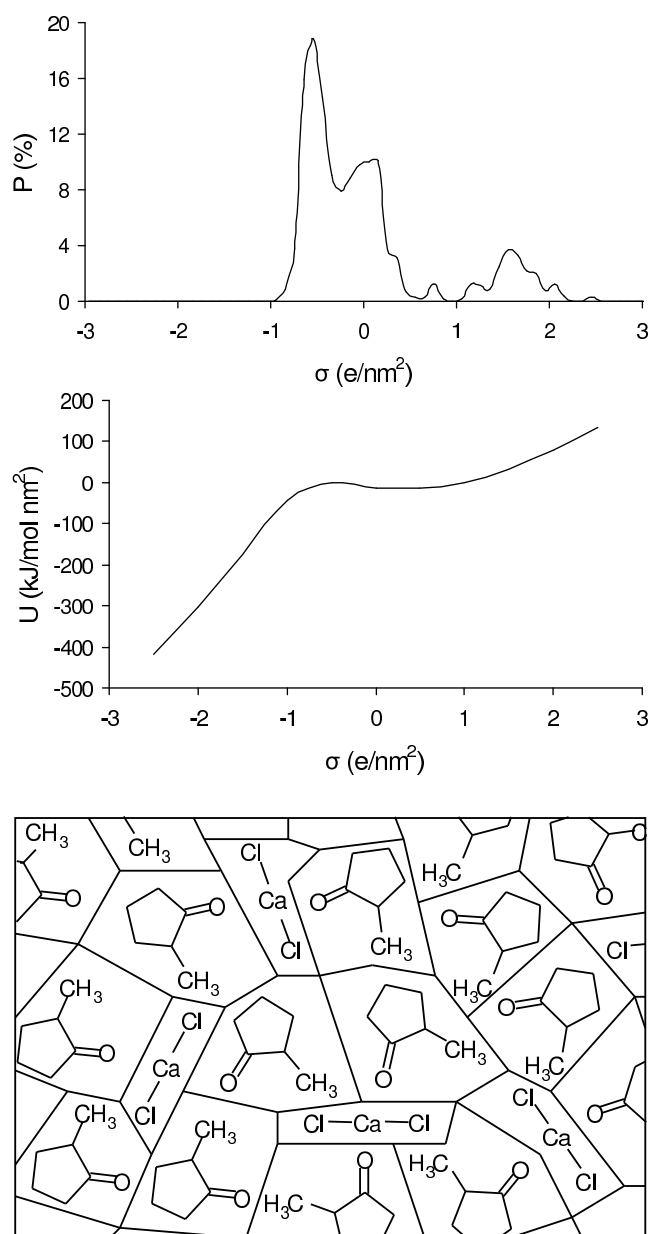 20
16
12
8
4
0
P (%)
-3 -2 -1 0 1 2 3
σ (e/nm²)
200
100
0
-100
-200
-300
-400
-500
U (kJ/mol nm²)
-3 -2 -1 0 1 2 3
σ (e/nm²)
CH₃ O
CH₃
O CH₃
Cl Ca Cl
O CH₃
H₃C
O
O
O H₃C
Cl
CH₃ O
Cl Ca Cl
O CH₃
O CH₃
O H₃C
O
CH₃ O
CH₃ O
Cl Ca Cl
Cl Ca Cl
O H₃C
H₃C O